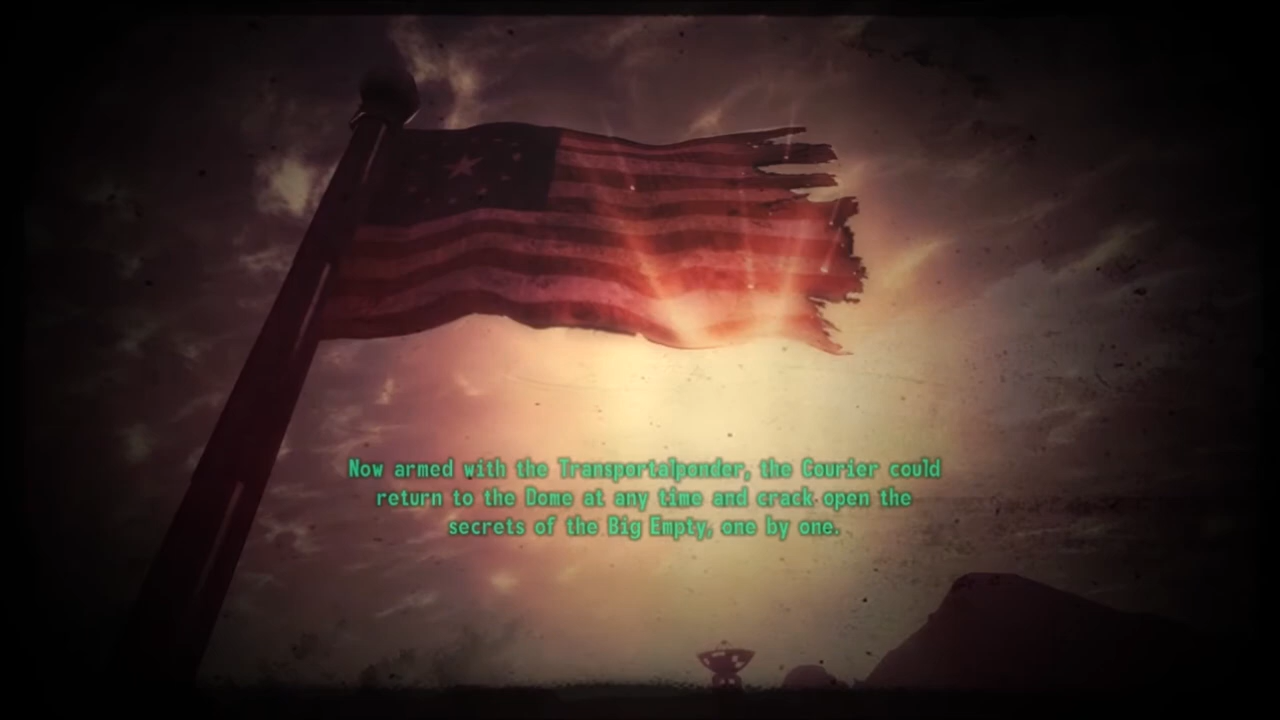 Now armed with the Transportalponder, the Courier could
return to the Dome at any time and crack open the
secrets of the Big Empty, one by one.